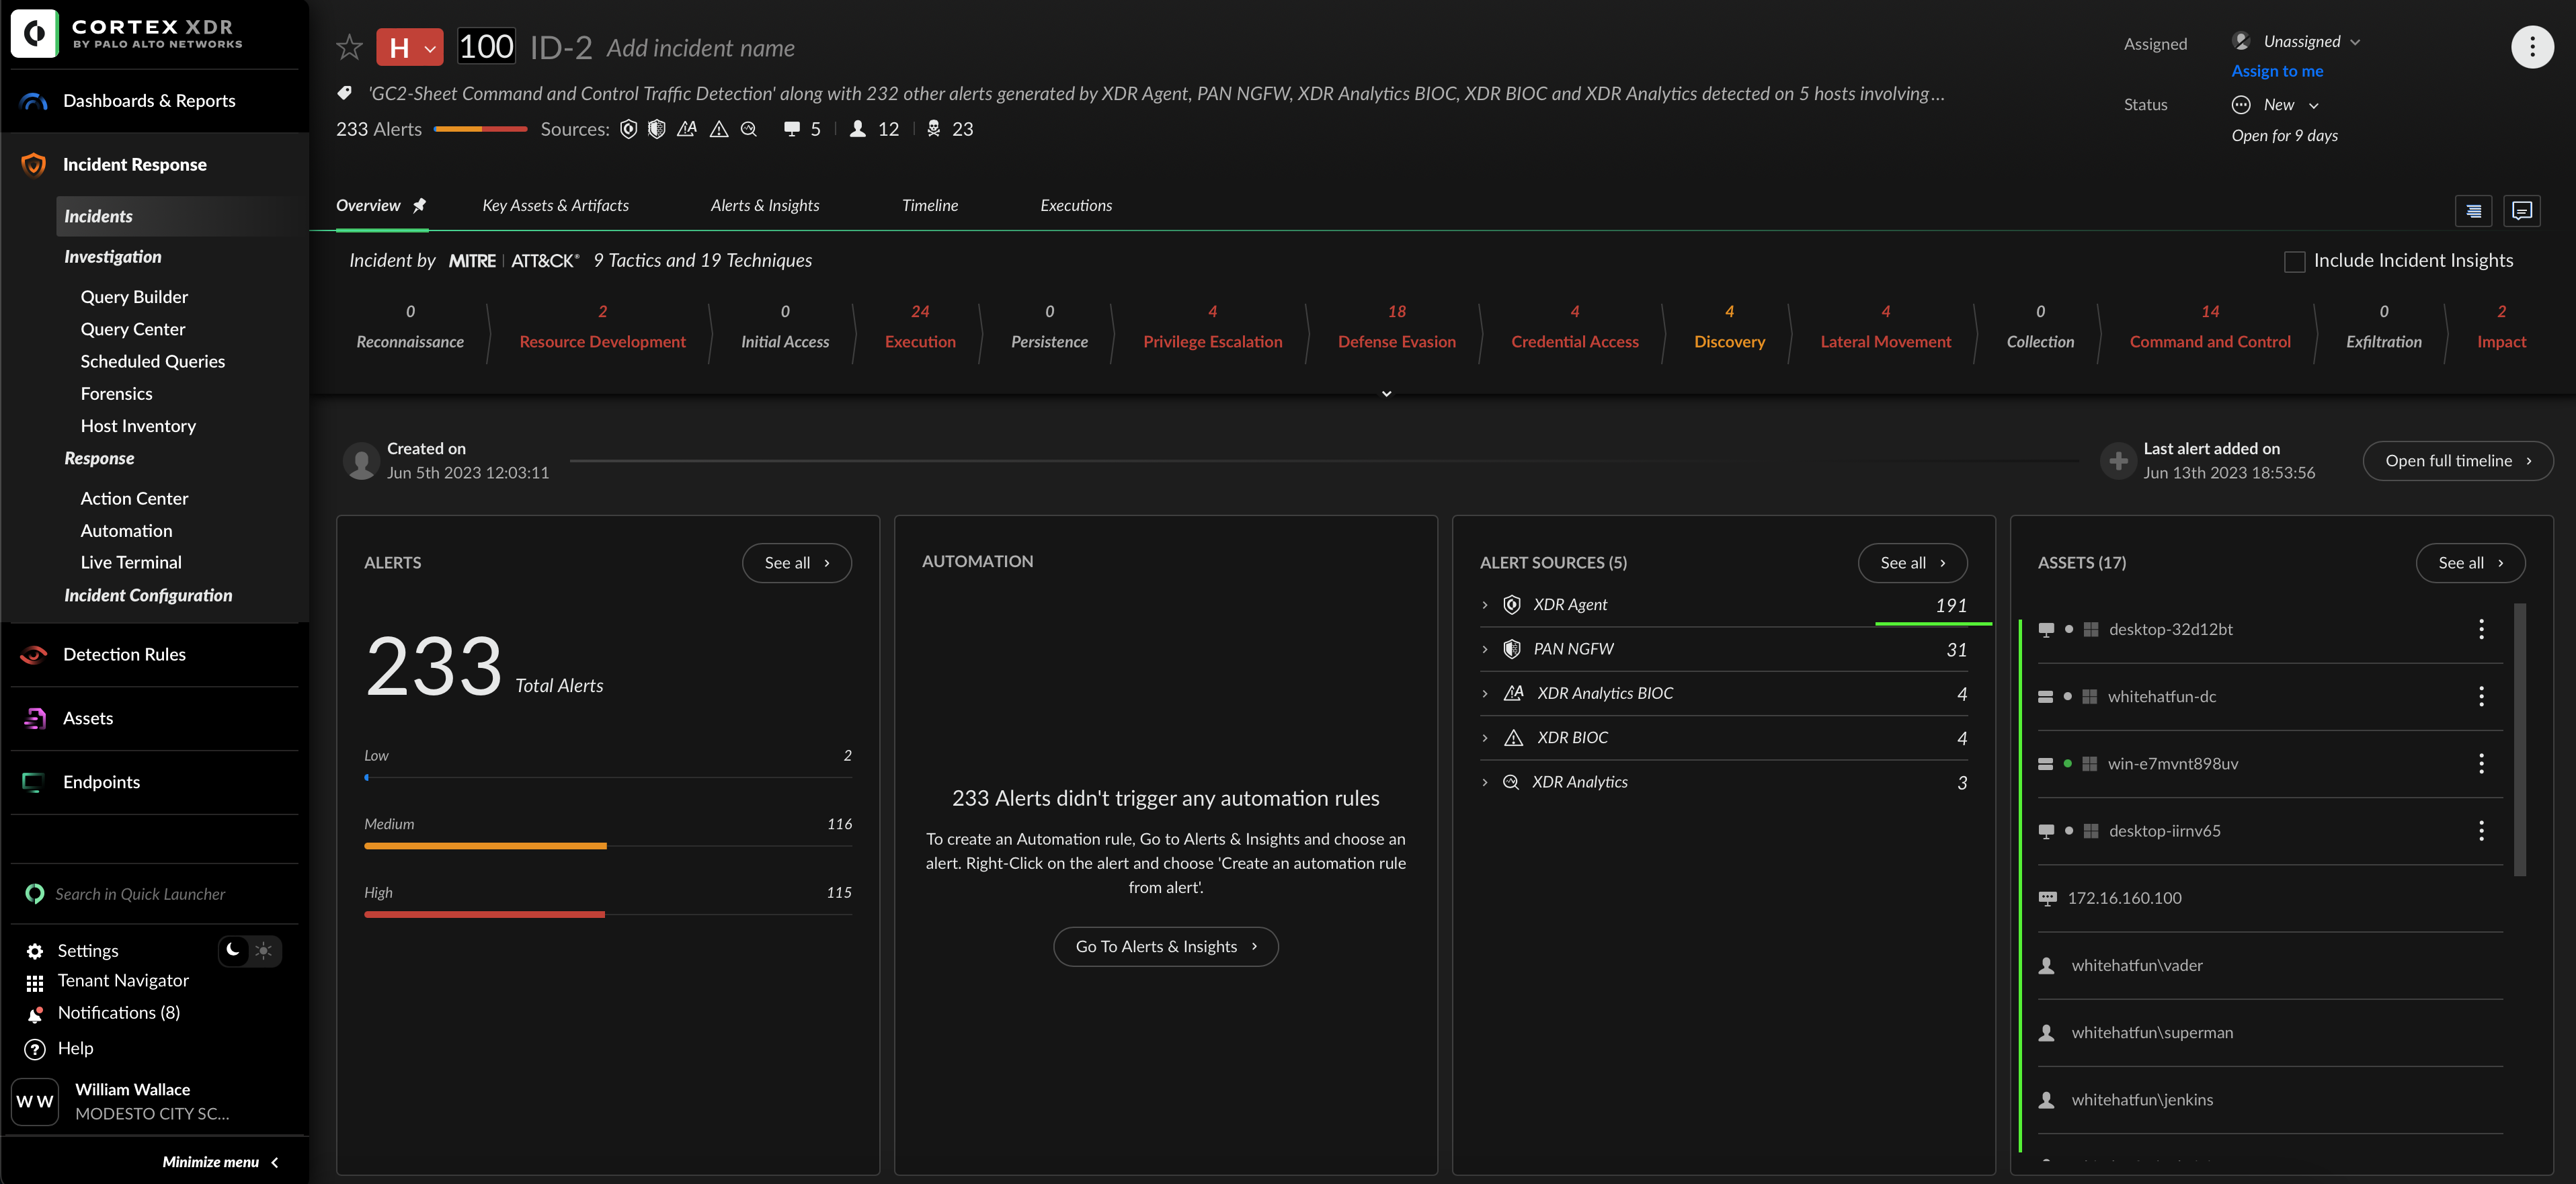 CORTEX XDR
BY PALO ALTO NETWORKS
Dashboards & Reports
Incident Response
Incidents
Investigation
Query Builder
Query Center
Scheduled Queries
Forensics
Host Inventory
Response
Action Center
Automation
Live Terminal
Incident Configuration
Detection Rules
Assets
Endpoints
Search in Quick Launcher
Settings
Tenant Navigator
Notifications (8)
Help
W W
William Wallace
MODESTO CITY SC...
Minimize menu
H 100 ID-2 Add incident name
'GC2-Sheet Command and Control Traffic Detection' along with 232 other alerts generated by XDR Agent, PAN NGFW, XDR Analytics BIOC, XDR BIOC and XDR Analytics detected on 5 hosts involving...
233 Alerts Sources: 5 12 23
Assigned Unassigned
Assign to me
Status New
Open for 9 days
Overview Key Assets & Artifacts Alerts & Insights Timeline Executions
Incident by MITRE | ATT&CK® 9 Tactics and 19 Techniques
Include Incident Insights
0 2 0 24 0 4 18 4 4 4 0 14 0 2
Reconnaissance Resource Development Initial Access Execution Persistence Privilege Escalation Defense Evasion Credential Access Discovery Lateral Movement Collection Command and Control Exfiltration Impact
Created on
Jun 5th 2023 12:03:11
Last alert added on
Jun 13th 2023 18:53:56
Open full timeline
ALERTS See all
233 Total Alerts
Low 2
Medium 116
High 115
AUTOMATION
233 Alerts didn't trigger any automation rules
To create an Automation rule, Go to Alerts & Insights and choose an
alert. Right-Click on the alert and choose 'Create an automation rule
from alert'.
Go To Alerts & Insights
ALERT SOURCES (5) See all
XDR Agent 191
PAN NGFW 31
XDR Analytics BIOC 4
XDR BIOC 4
XDR Analytics 3
ASSETS (17) See all
desktop-32d12bt
whitehatfun-dc
win-e7mvnt898uv
desktop-iirnv65
172.16.160.100
whitehatfun\vader
whitehatfun\superman
whitehatfun\jenkins